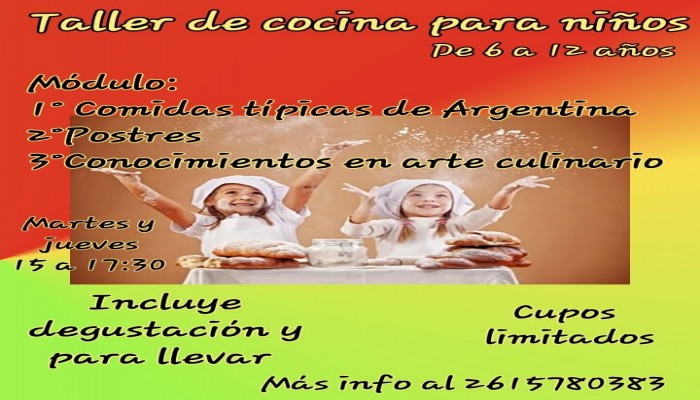 Taller de cocina para niños
De 6 a 12 años
Módulo:
1° Comidas típicas de Argentina
2°Postres
3°Conocimientos en arte culinario
Martes y
jueves
15 a 17:30
Incluye
degustación y
para llevar
Cupos
limitados
Más info al 2615780383